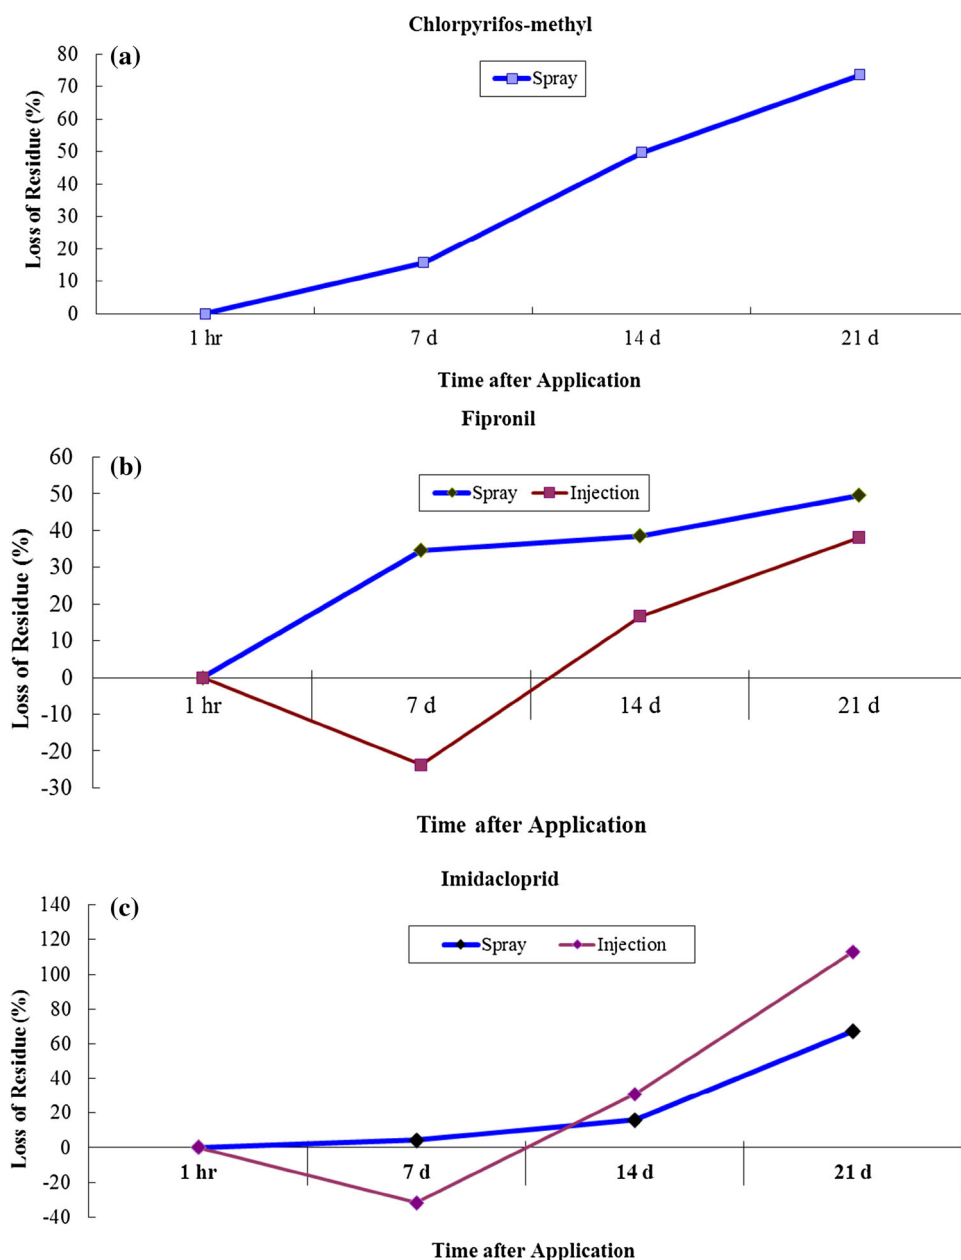 Chlorpyrifos-methyl
(a)
Spray
Loss of Residue (%)
80
70
60
50
40
30
20
10
0
1 hr 7 d 14 d 21 d
Time after Application
Fipronil
(b)
Spray Injection
Loss of Residue (%)
60
50
40
30
20
10
0
-10
-20
-30
1 hr 7 d 14 d 21 d
Time after Application
Imidacloprid
(c)
Spray Injection
Loss of Residue (%)
140
120
100
80
60
40
20
0
-20
-40
1 hr 7 d 14 d 21 d
Time after Application